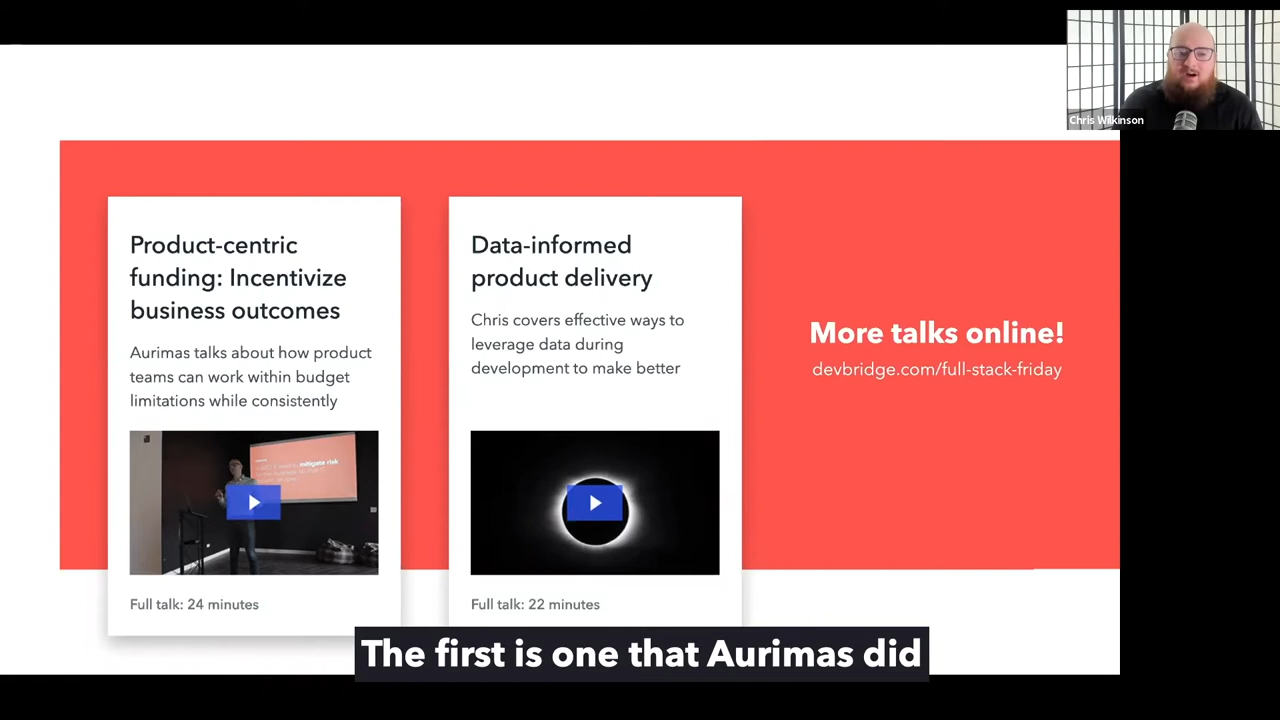 Chris Wilkinson
Product-centric
funding: Incentivize
business outcomes
Aurimas talks about how product
teams can work within budget
limitations while consistently
mitigate risk
Full talk: 24 minutes
Data-informed
product delivery
Chris covers effective ways to
leverage data during
development to make better
Full talk: 22 minutes
More talks online!
devbridge.com/full-stack-friday
The first is one that Aurimas did